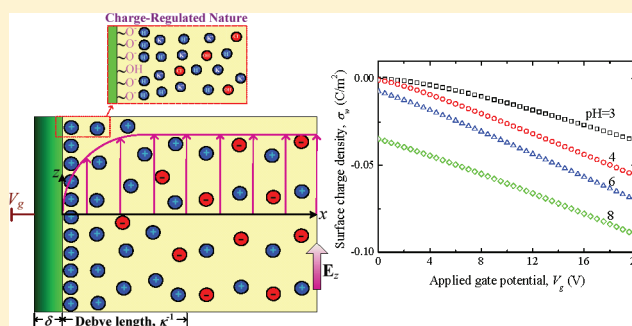 Charge-Regulated Nature
O⁻
O⁻
O⁻
OH
O⁻
O⁻
z
x
V_g
E_z
δ
Debye length, κ⁻¹
Surface charge density, σ_w (C/m²)
0.00
-0.05
-0.10
pH=3
4
6
8
0
4
8
12
16
20
Applied gate potential, V_g (V)